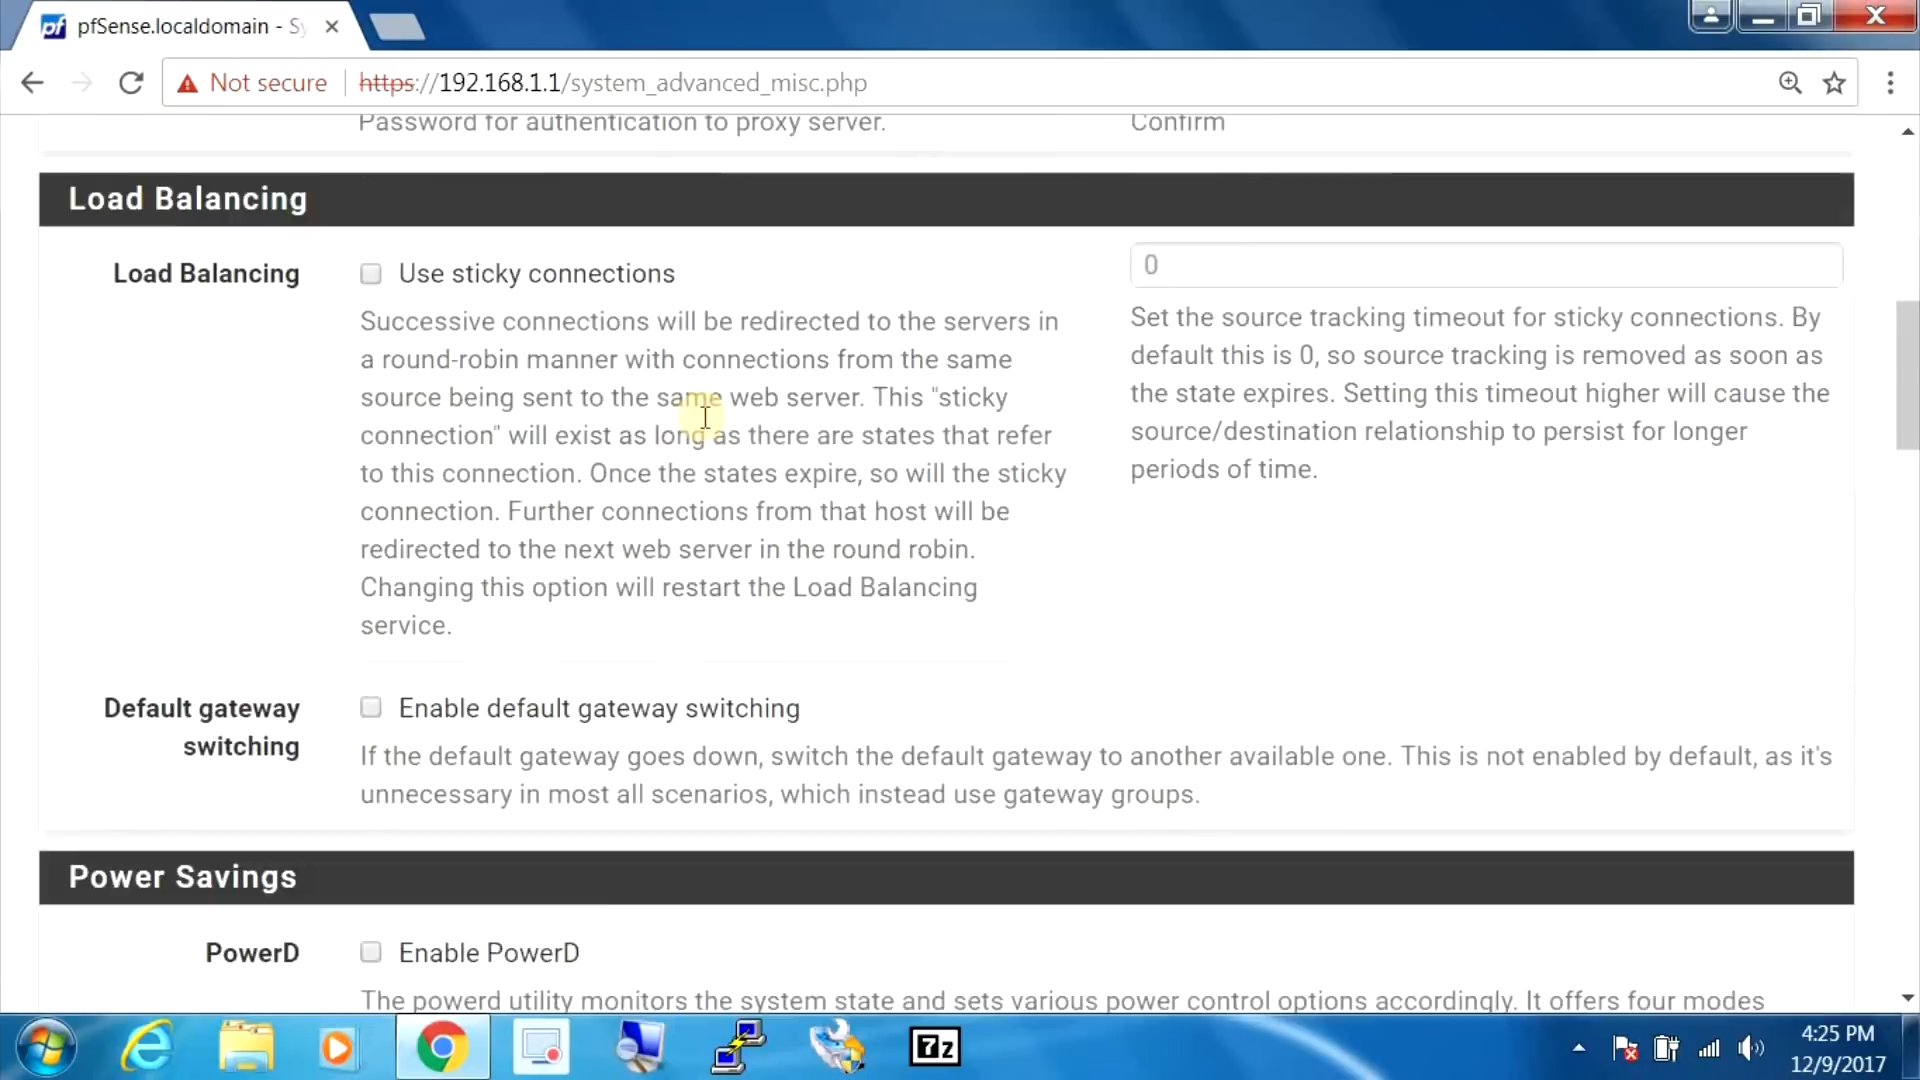 pfSense.localdomain - Sy
Not secure
https://192.168.1.1/system_advanced_misc.php
Password for authentication to proxy server.
Confirm
Load Balancing
Load Balancing
Use sticky connections
Successive connections will be redirected to the servers in
a round-robin manner with connections from the same
source being sent to the same web server. This "sticky
connection" will exist as long as there are states that refer
to this connection. Once the states expire, so will the sticky
connection. Further connections from that host will be
redirected to the next web server in the round robin.
Changing this option will restart the Load Balancing
service.
0
Set the source tracking timeout for sticky connections. By
default this is 0, so source tracking is removed as soon as
the state expires. Setting this timeout higher will cause the
source/destination relationship to persist for longer
periods of time.
Default gateway
switching
Enable default gateway switching
If the default gateway goes down, switch the default gateway to another available one. This is not enabled by default, as it's
unnecessary in most all scenarios, which instead use gateway groups.
Power Savings
PowerD
Enable PowerD
The powerd utility monitors the system state and sets various power control options accordingly. It offers four modes
7z
4:25 PM
12/9/2017